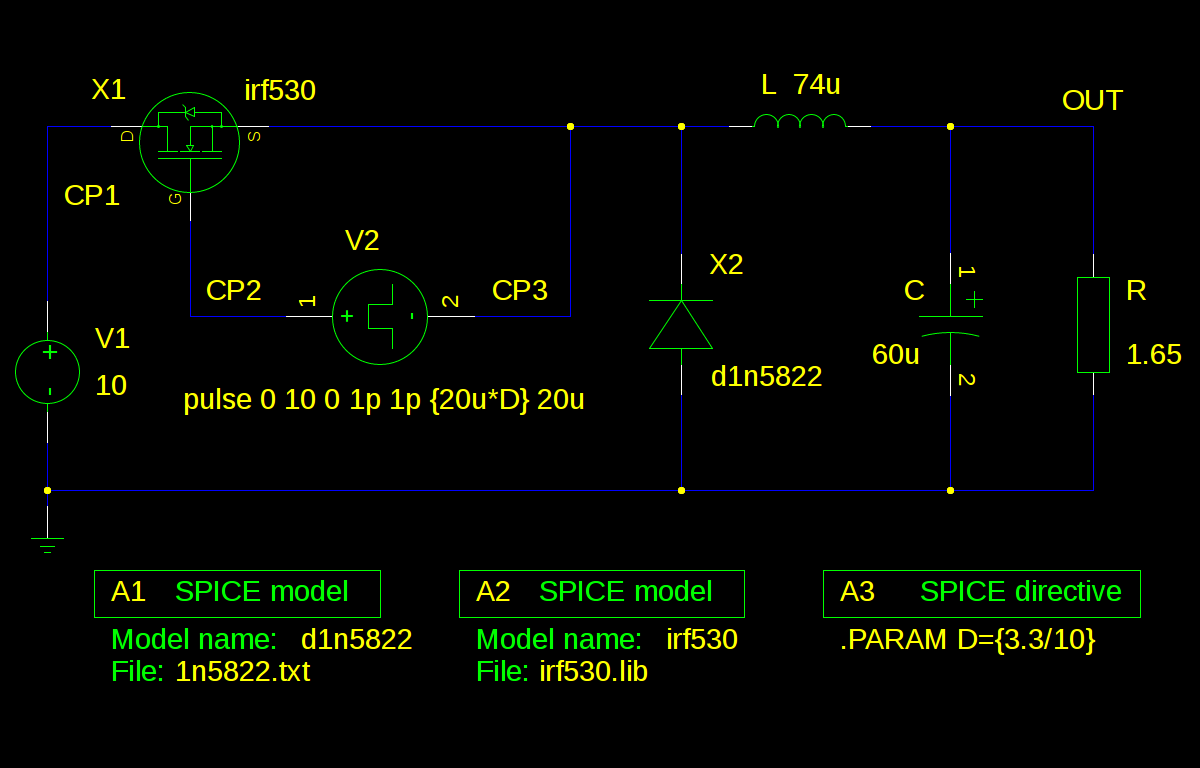 X1
irf530
L 74u
OUT
D
S
CP1
G
V2
X2
CP2
1
2
CP3
1
+
C
R
+
-
V1
+
10
-
60u
1.65
2
d1n5822
pulse 0 10 0 1p 1p {20u*D} 20u
A1 SPICE model
Model name: d1n5822
File: 1n5822.txt
A2 SPICE model
Model name: irf530
File: irf530.lib
A3 SPICE directive
.PARAM D={3.3/10}